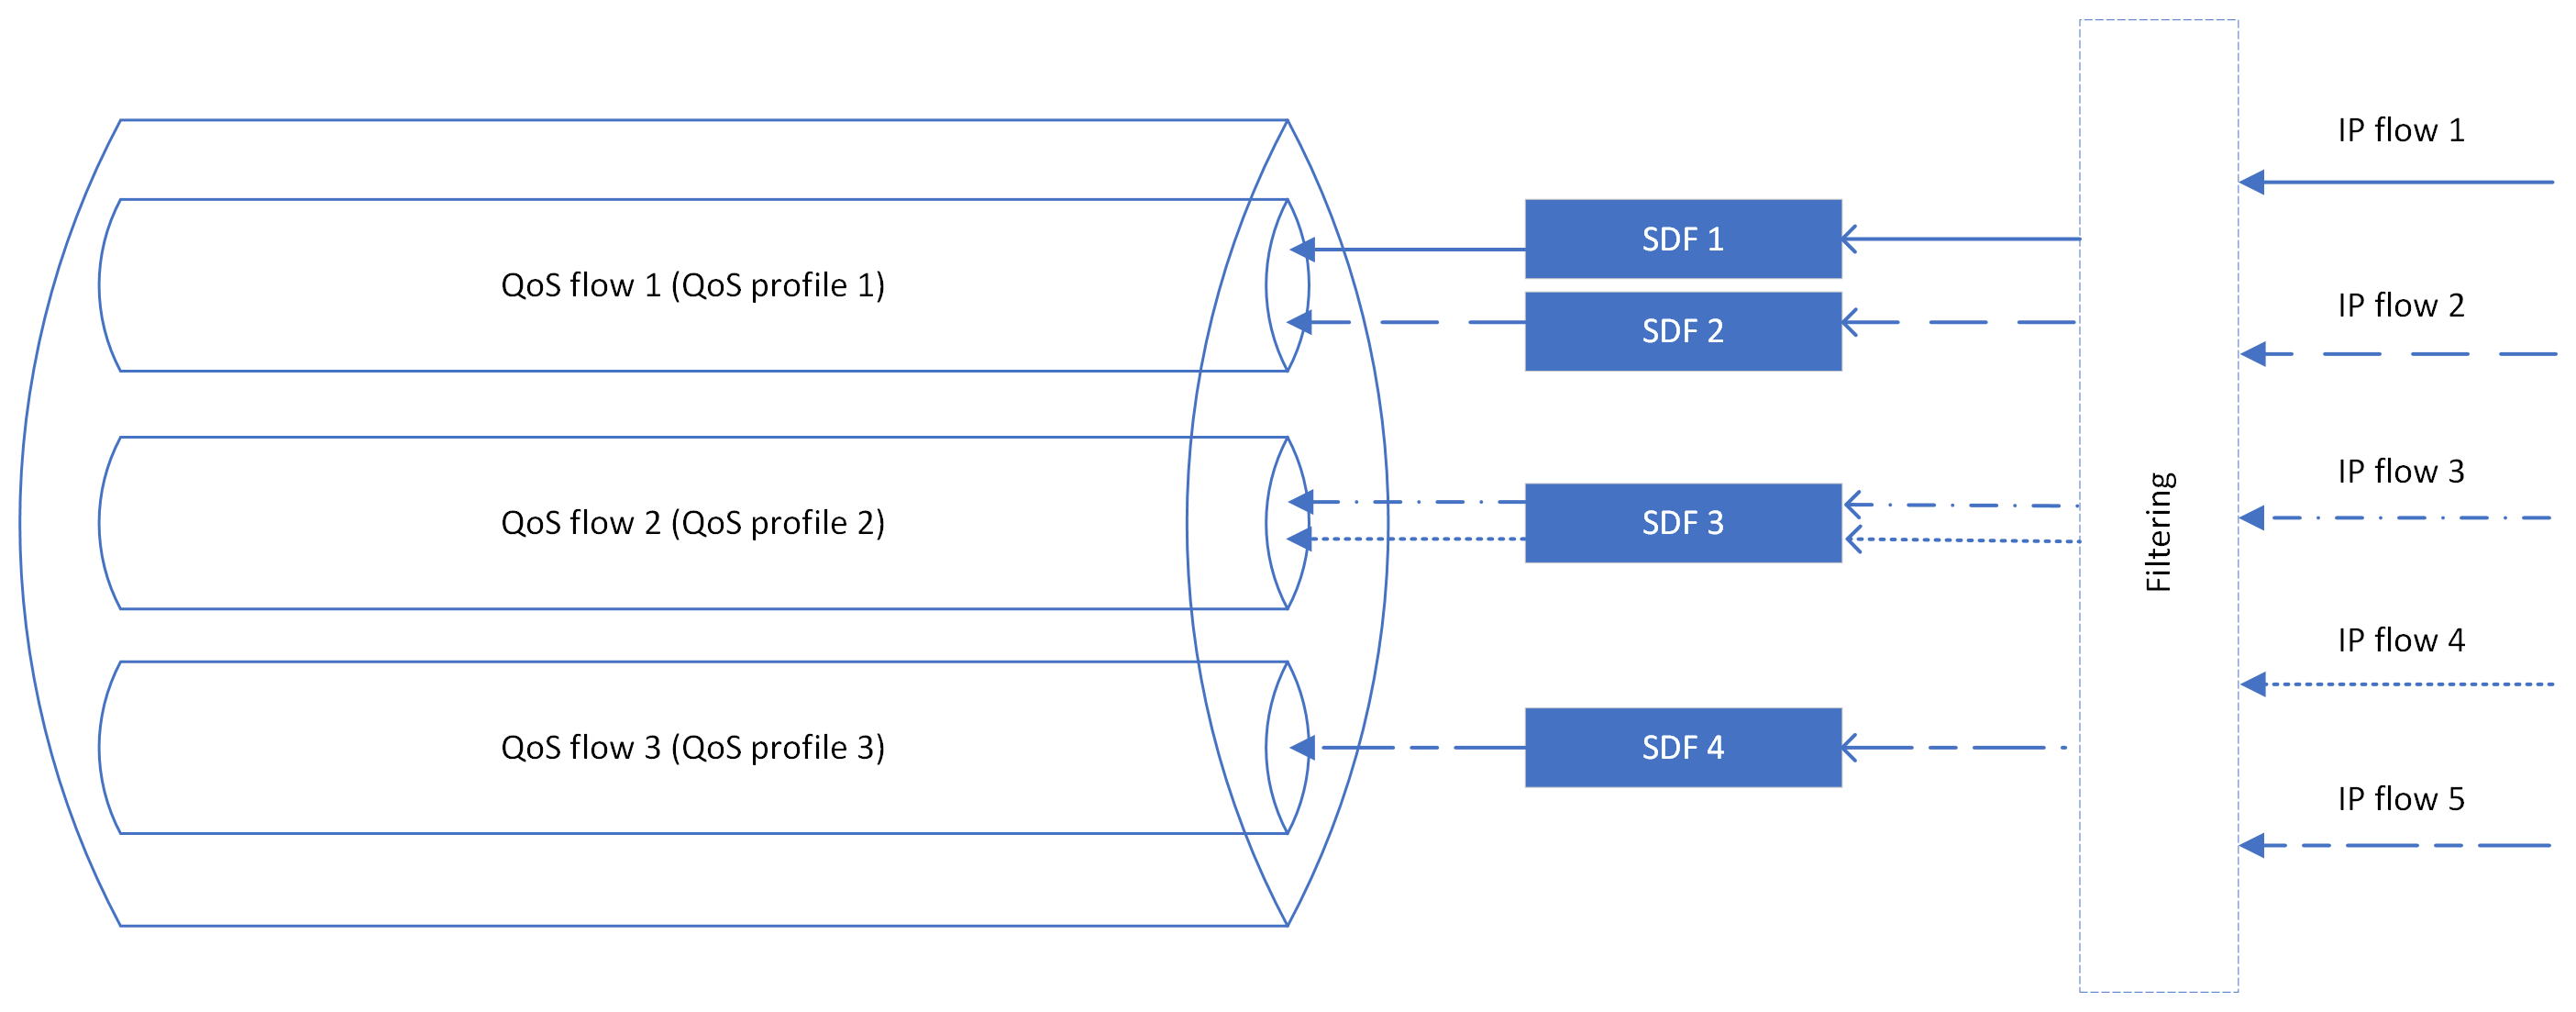 IP flow 1
SDF 1
QoS flow 1 (QoS profile 1)
IP flow 2
SDF 2
IP flow 3
QoS flow 2 (QoS profile 2)
SDF 3
Filtering
IP flow 4
QoS flow 3 (QoS profile 3)
SDF 4
IP flow 5